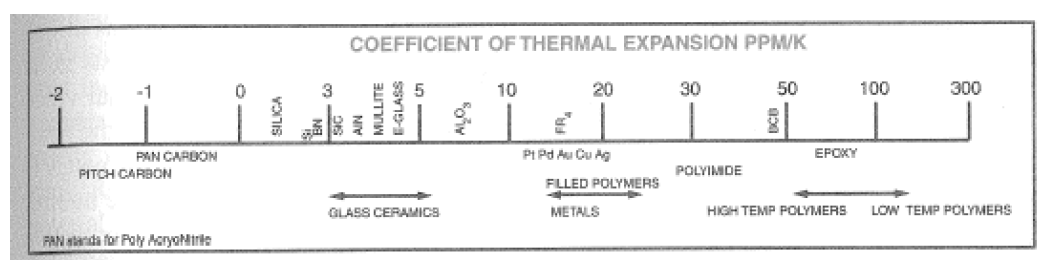 COEFFICIENT OF THERMAL EXPANSION PPM/K
-2 -1 0 3 5 10 20 30 50 100 300
SILICA Si BN SiC AlN MULLITE E-GLASS Al2O3 FR4 BCB
PAN CARBON Pt Pd Au Cu Ag EPOXY
PITCH CARBON POLYIMIDE
FILLED POLYMERS
GLASS CERAMICS METALS HIGH TEMP POLYMERS LOW TEMP POLYMERS
PAN stands for Poly AcryoNitrile